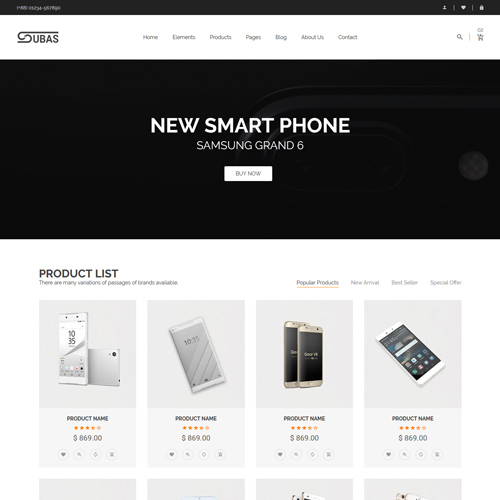 (+88) 01234-567890
SUBAS
Home Elements Products Pages Blog About Us Contact
02
NEW SMART PHONE
SAMSUNG GRAND 6
BUY NOW
PRODUCT LIST
There are many variations of passages of brands available.
Popular Products New Arrival Best Seller Special Offer
10:35
PRODUCT NAME PRODUCT NAME PRODUCT NAME PRODUCT NAME
$ 869.00 $ 869.00 $ 869.00 $ 869.00